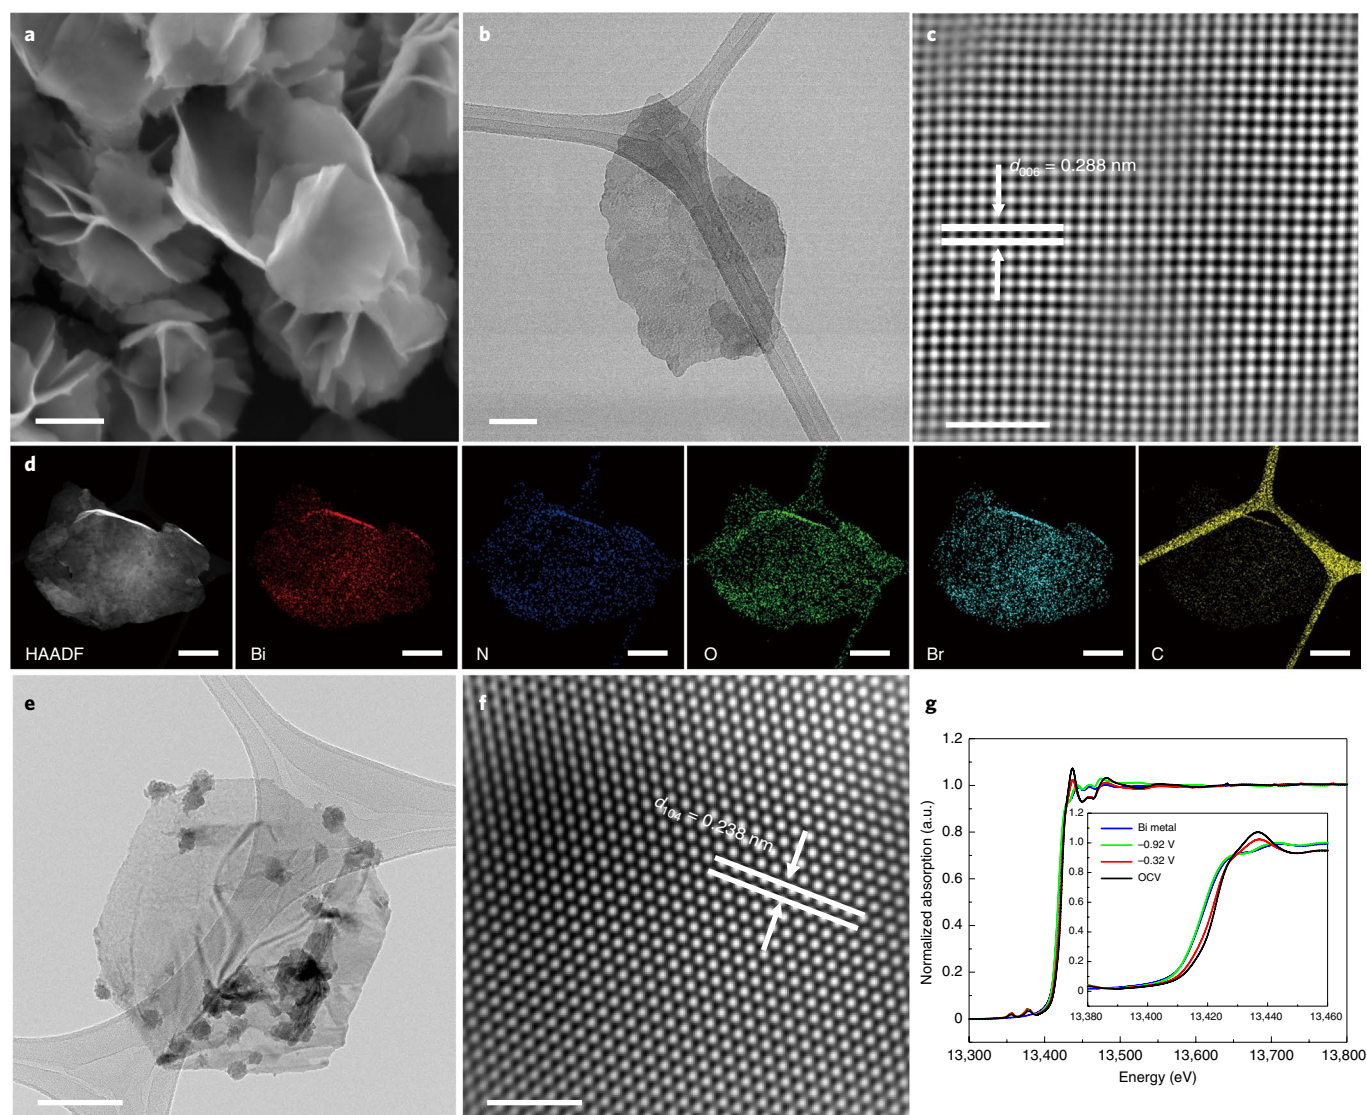 a
b
c
d₀₀₆ = 0.288 nm
d
HAADF
Bi
N
O
Br
C
e
f
d₁₀₄ = 0.238 nm
g
1.2
1.0
0.8
0.6
0.4
0.2
0
Normalized absorption (a.u.)
13,300
13,400
13,500
13,600
13,700
13,800
Energy (eV)
1.2
1.0
0.8
0.6
0.4
0.2
0
Bi metal
–0.92 V
–0.32 V
OCV
13,380
13,400
13,420
13,440
13,460